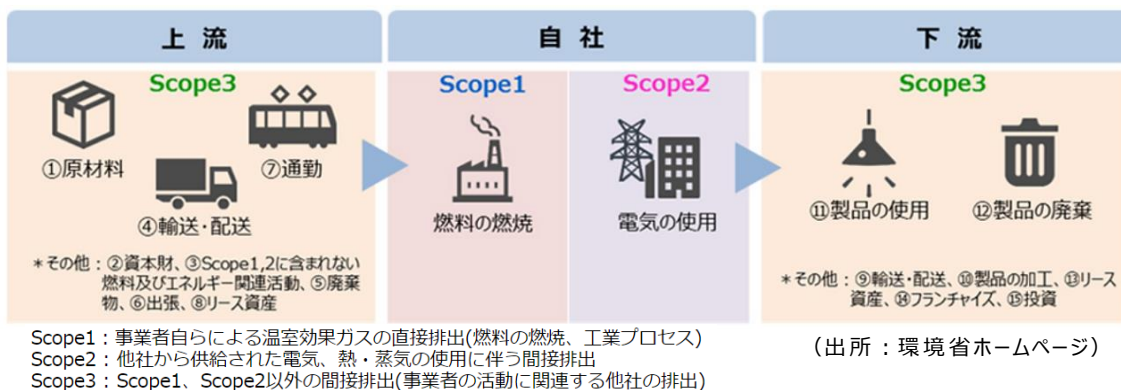 上流
自社
下流
Scope3
①原材料
⑦通勤
④輸送・配送
*その他：②資本財、③Scope1,2に含まれない
燃料及びエネルギー関連活動、⑤廃棄
物、⑥出張、⑧リース資産
Scope1
燃料の燃焼
Scope2
電気の使用
Scope3
⑪製品の使用
⑫製品の廃棄
*その他：⑨輸送・配送、⑩製品の加工、⑬リース
資産、⑭フランチャイズ、⑮投資
Scope1：事業者自らによる温室効果ガスの直接排出(燃料の燃焼、工業プロセス)
Scope2：他社から供給された電気、熱・蒸気の使用に伴う間接排出
Scope3：Scope1、Scope2以外の間接排出(事業者の活動に関連する他社の排出)
（出所：環境省ホームページ）